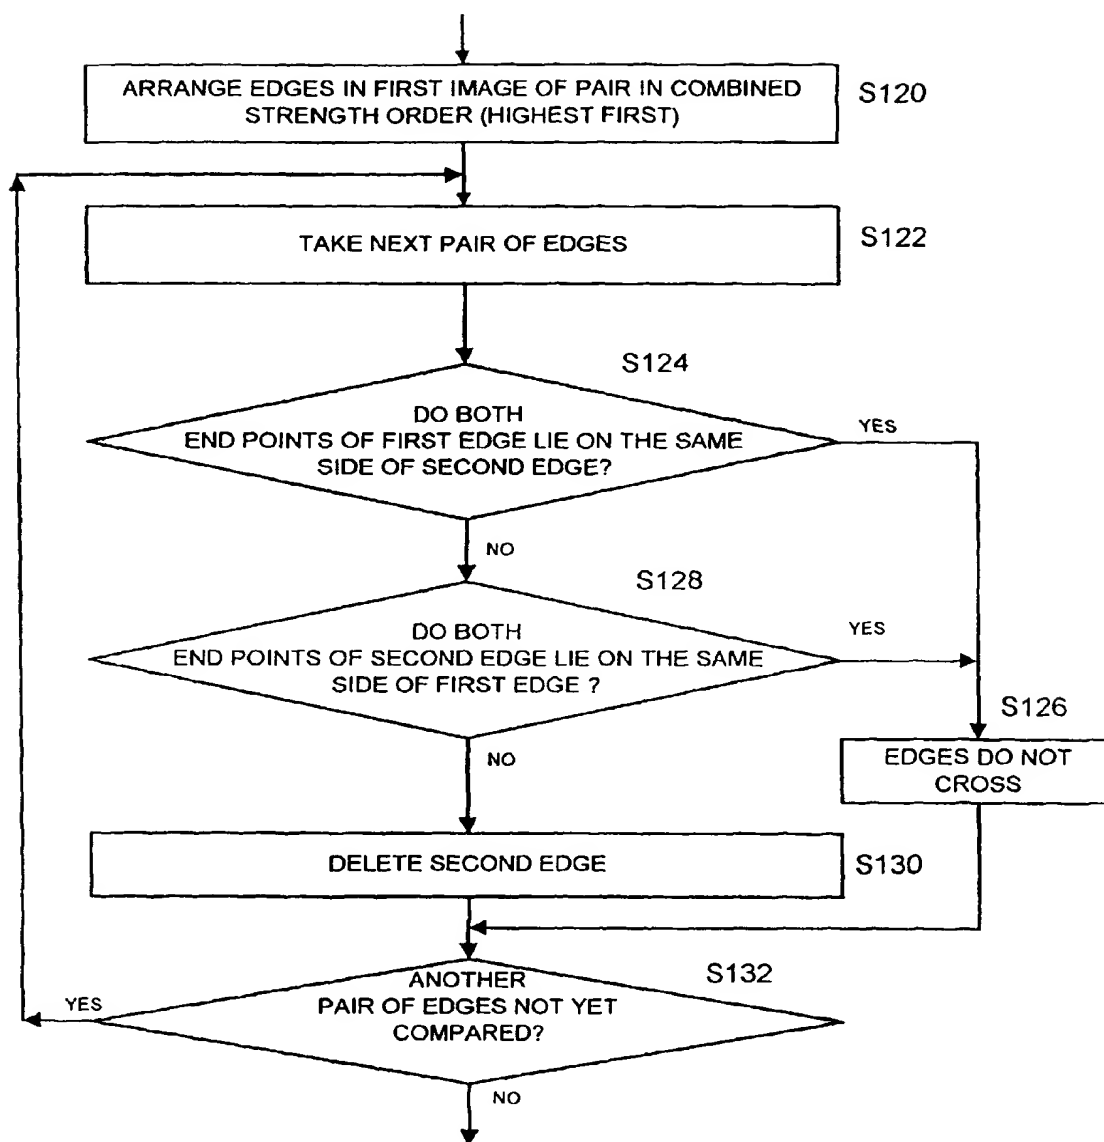 ARRANGE EDGES IN FIRST IMAGE OF PAIR IN COMBINED
STRENGTH ORDER (HIGHEST FIRST)
S120
TAKE NEXT PAIR OF EDGES
S122
S124
DO BOTH
END POINTS OF FIRST EDGE LIE ON THE SAME
SIDE OF SECOND EDGE?
YES
NO
S128
DO BOTH
END POINTS OF SECOND EDGE LIE ON THE SAME
SIDE OF FIRST EDGE ?
YES
NO
S126
EDGES DO NOT
CROSS
DELETE SECOND EDGE
S130
S132
ANOTHER
PAIR OF EDGES NOT YET
COMPARED?
YES
NO